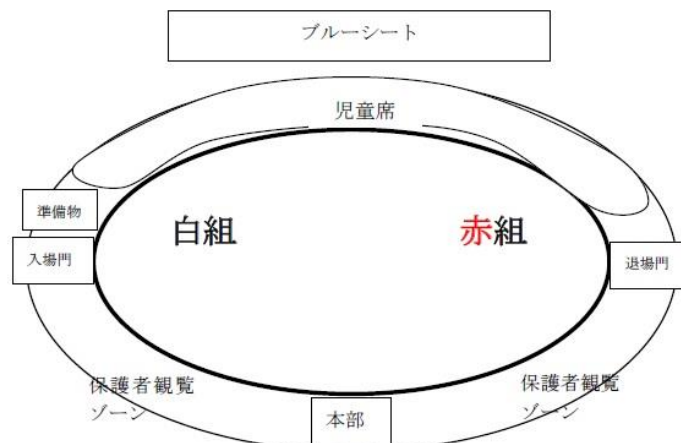 ブルーシート
児童席
準備物
白組
赤組
入場門
退場門
保護者観覧
ゾーン
保護者観覧
ゾーン
本部